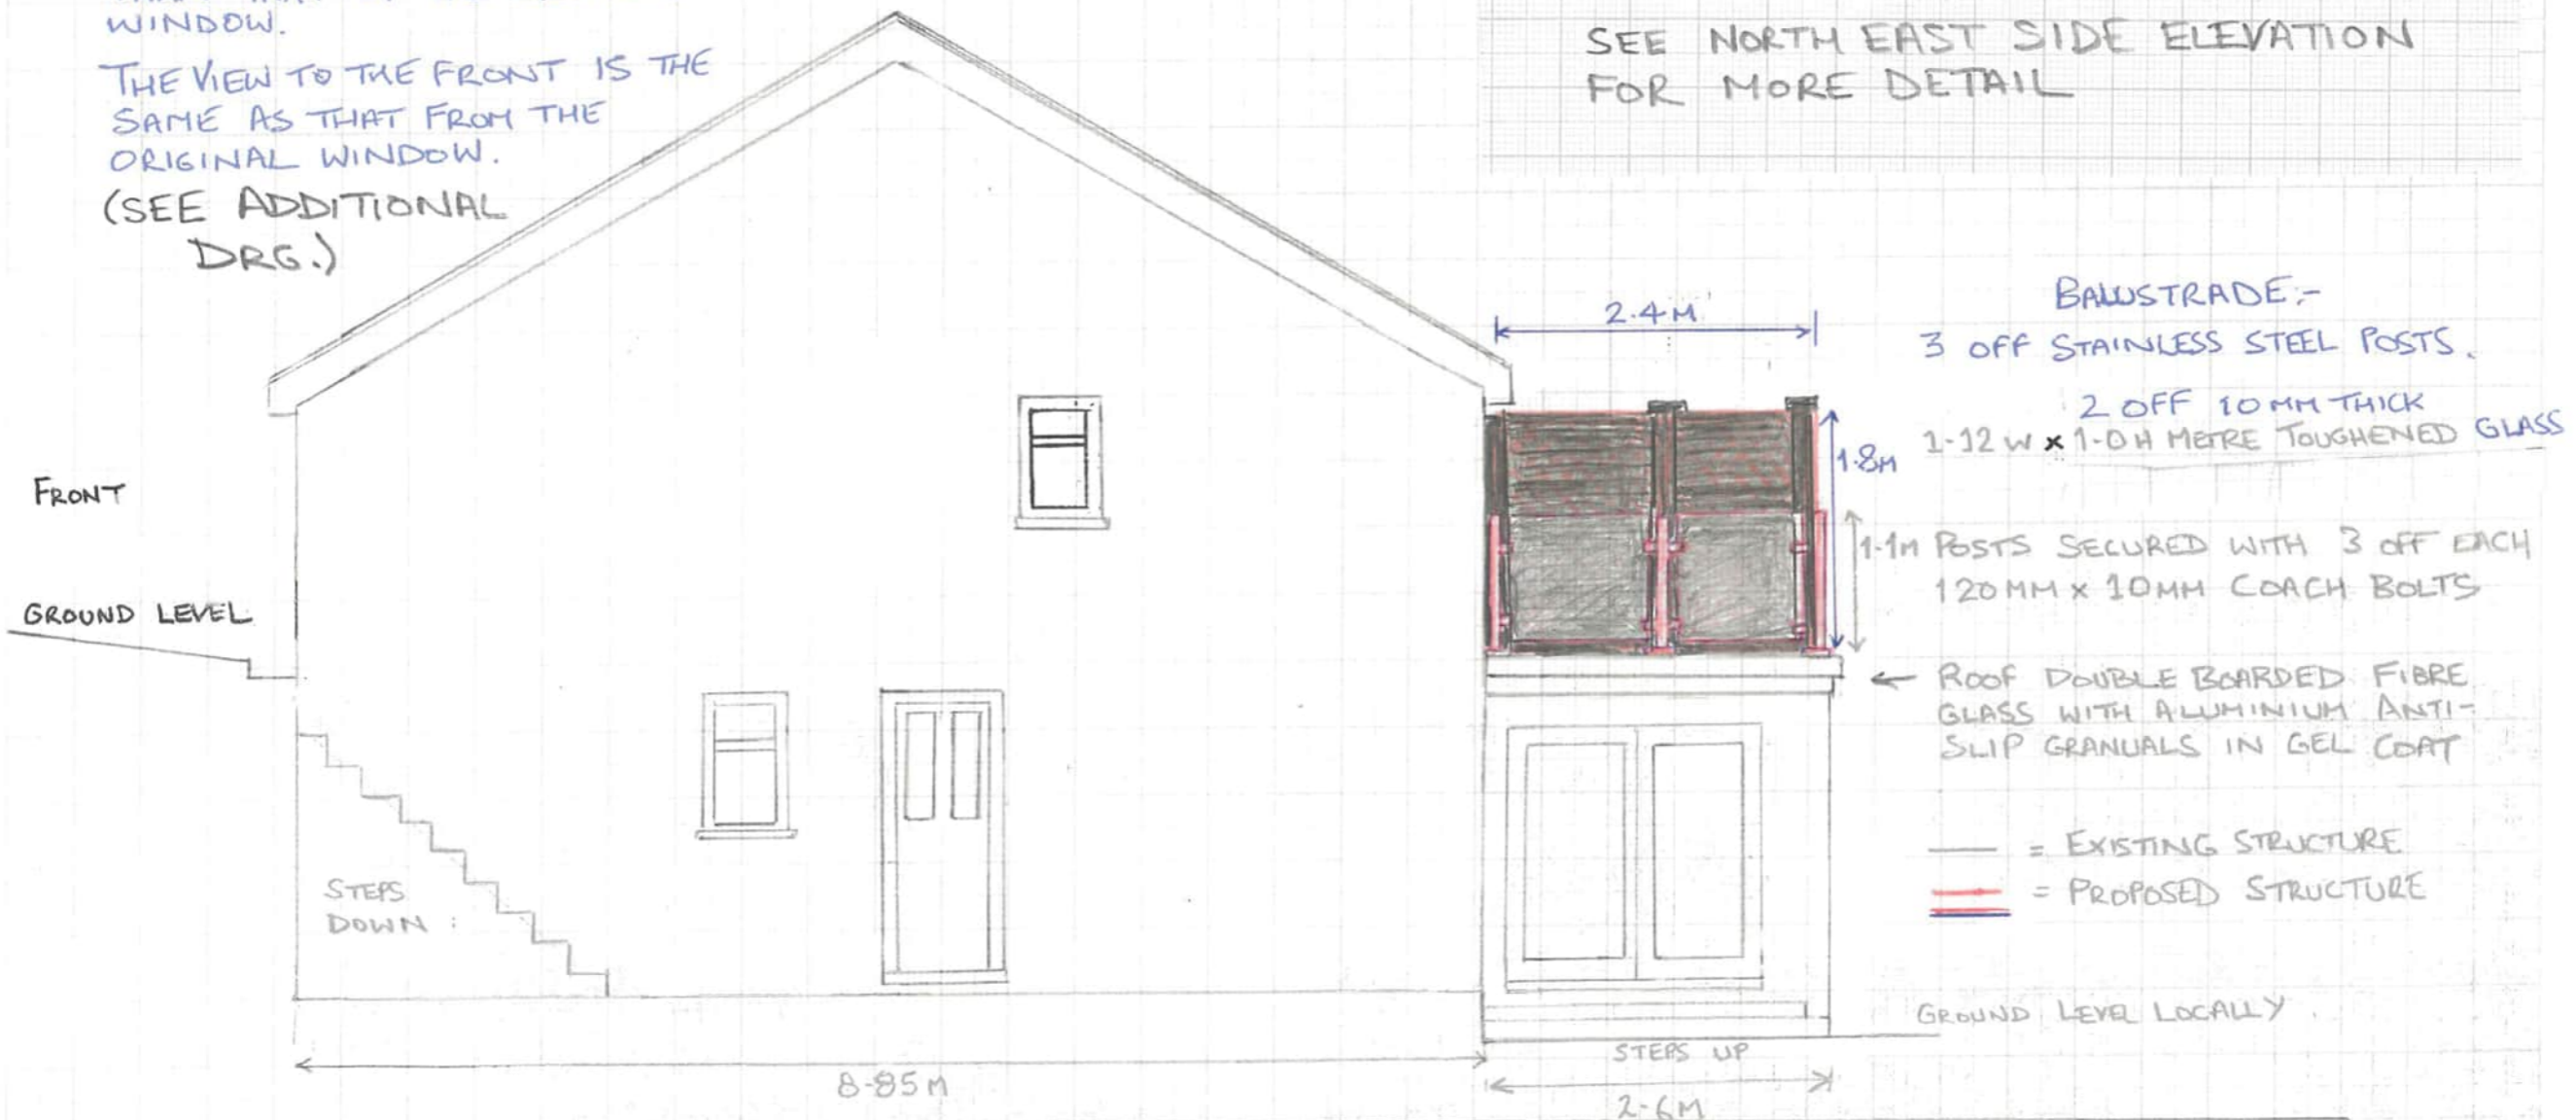 WINDOW.
THE VIEW TO THE FRONT IS THE
SAME AS THAT FROM THE
ORIGINAL WINDOW.
(SEE ADDITIONAL
DRG.)
SEE NORTH EAST SIDE ELEVATION
FOR MORE DETAIL
2.4M
BALUSTRADE:-
3 OFF STAINLESS STEEL POSTS.
2 OFF 10MM THICK
1-12 W x 1-0 H METRE TOUGHENED GLASS
1.8M
FRONT
1-1M POSTS SECURED WITH 3 OFF EACH
120MM x 10MM COACH BOLTS
GROUND LEVEL
← ROOF DOUBLE BOARDED FIBRE
GLASS WITH ALUMINIUM ANTI-
SLIP GRANUALS IN GEL COAT
= EXISTING STRUCTURE
= PROPOSED STRUCTURE
STEPS
DOWN :
GROUND LEVEL LOCALLY.
STEPS UP
8-85M
2-6M